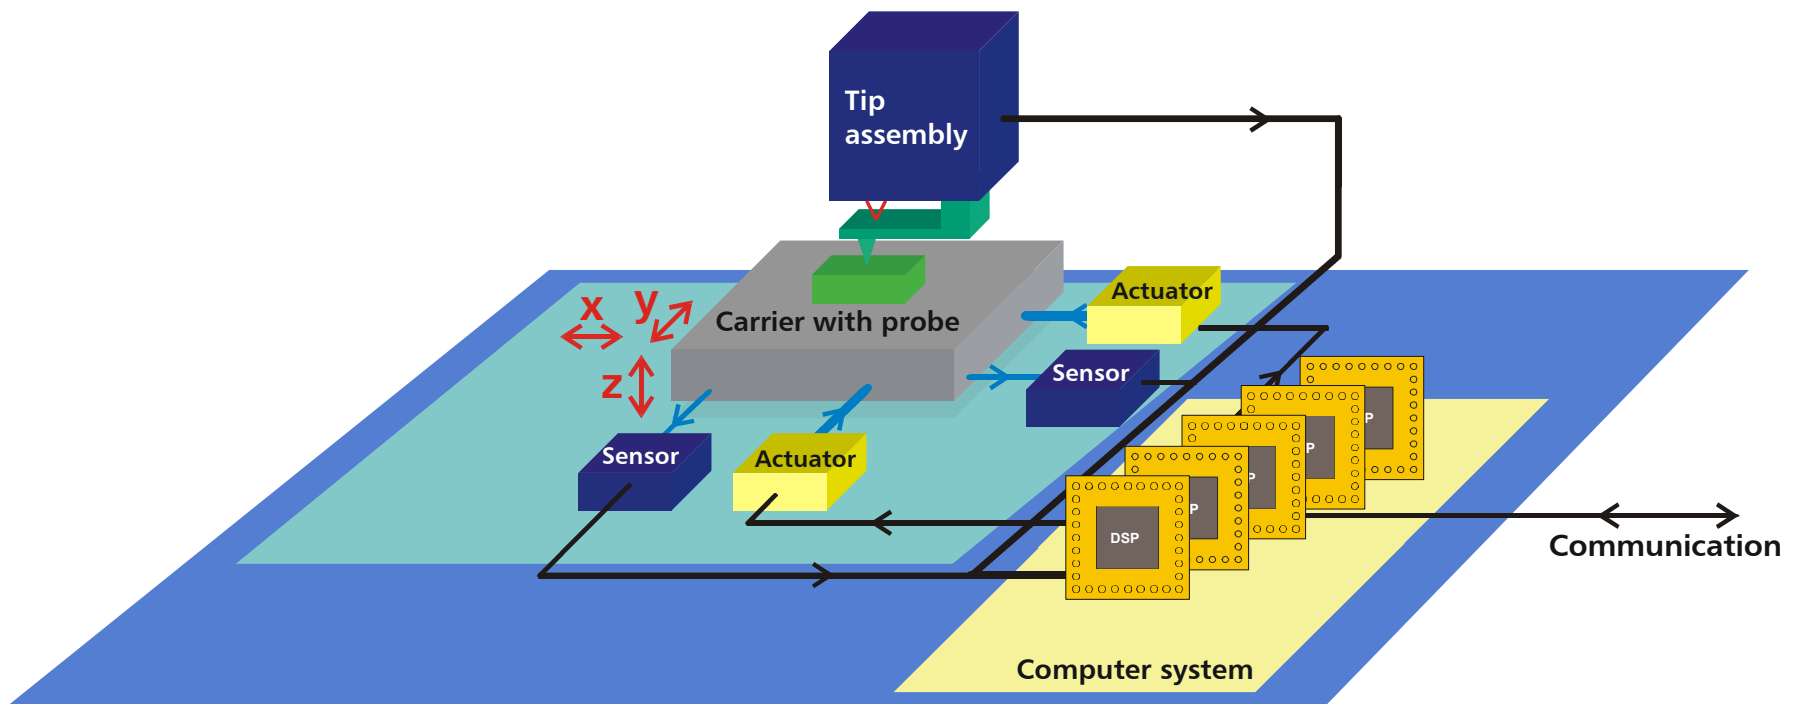 Tip
assembly
x
y
z
Carrier with probe
Actuator
Sensor
Sensor
Actuator
P
P
P
P
DSP
Communication
Computer system